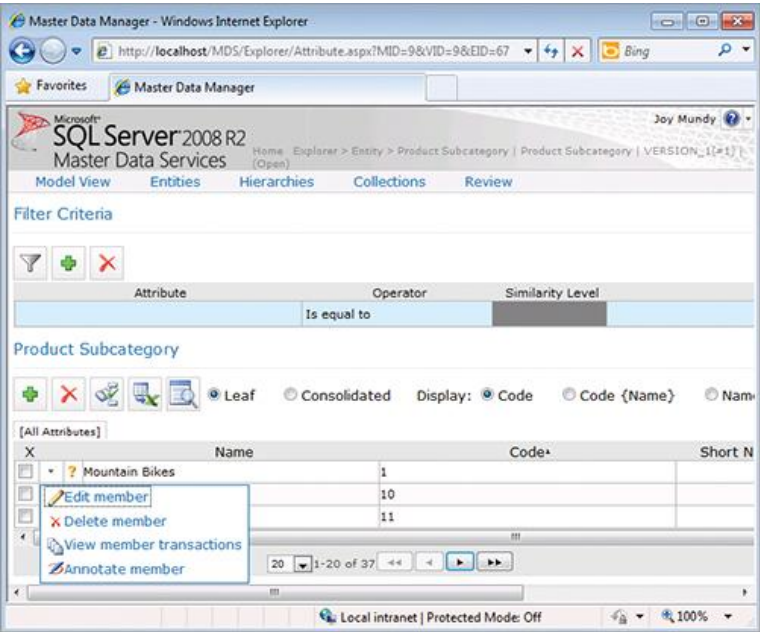 Master Data Manager - Windows Internet Explorer
http://localhost/MDS/Explorer/Attribute.aspx?MID=9&VID=9&EID=67
Bing
Favorites
Master Data Manager
Joy Mundy
Microsoft
SQL Server 2008 R2
Master Data Services
Home Explorer > Entity > Product Subcategory | Product Subcategory | VERSION_1(#1) |
(Open)
Model View Entities Hierarchies Collections Review
Filter Criteria
Attribute Operator Similarity Level
Is equal to
Product Subcategory
Leaf Consolidated Display: Code Code {Name} Nam
[All Attributes]
X Name Code Short N
? Mountain Bikes 1
Edit member 10
Delete member 11
View member transactions
Annotate member
20 1-20 of 37
Local intranet | Protected Mode: Off
100%